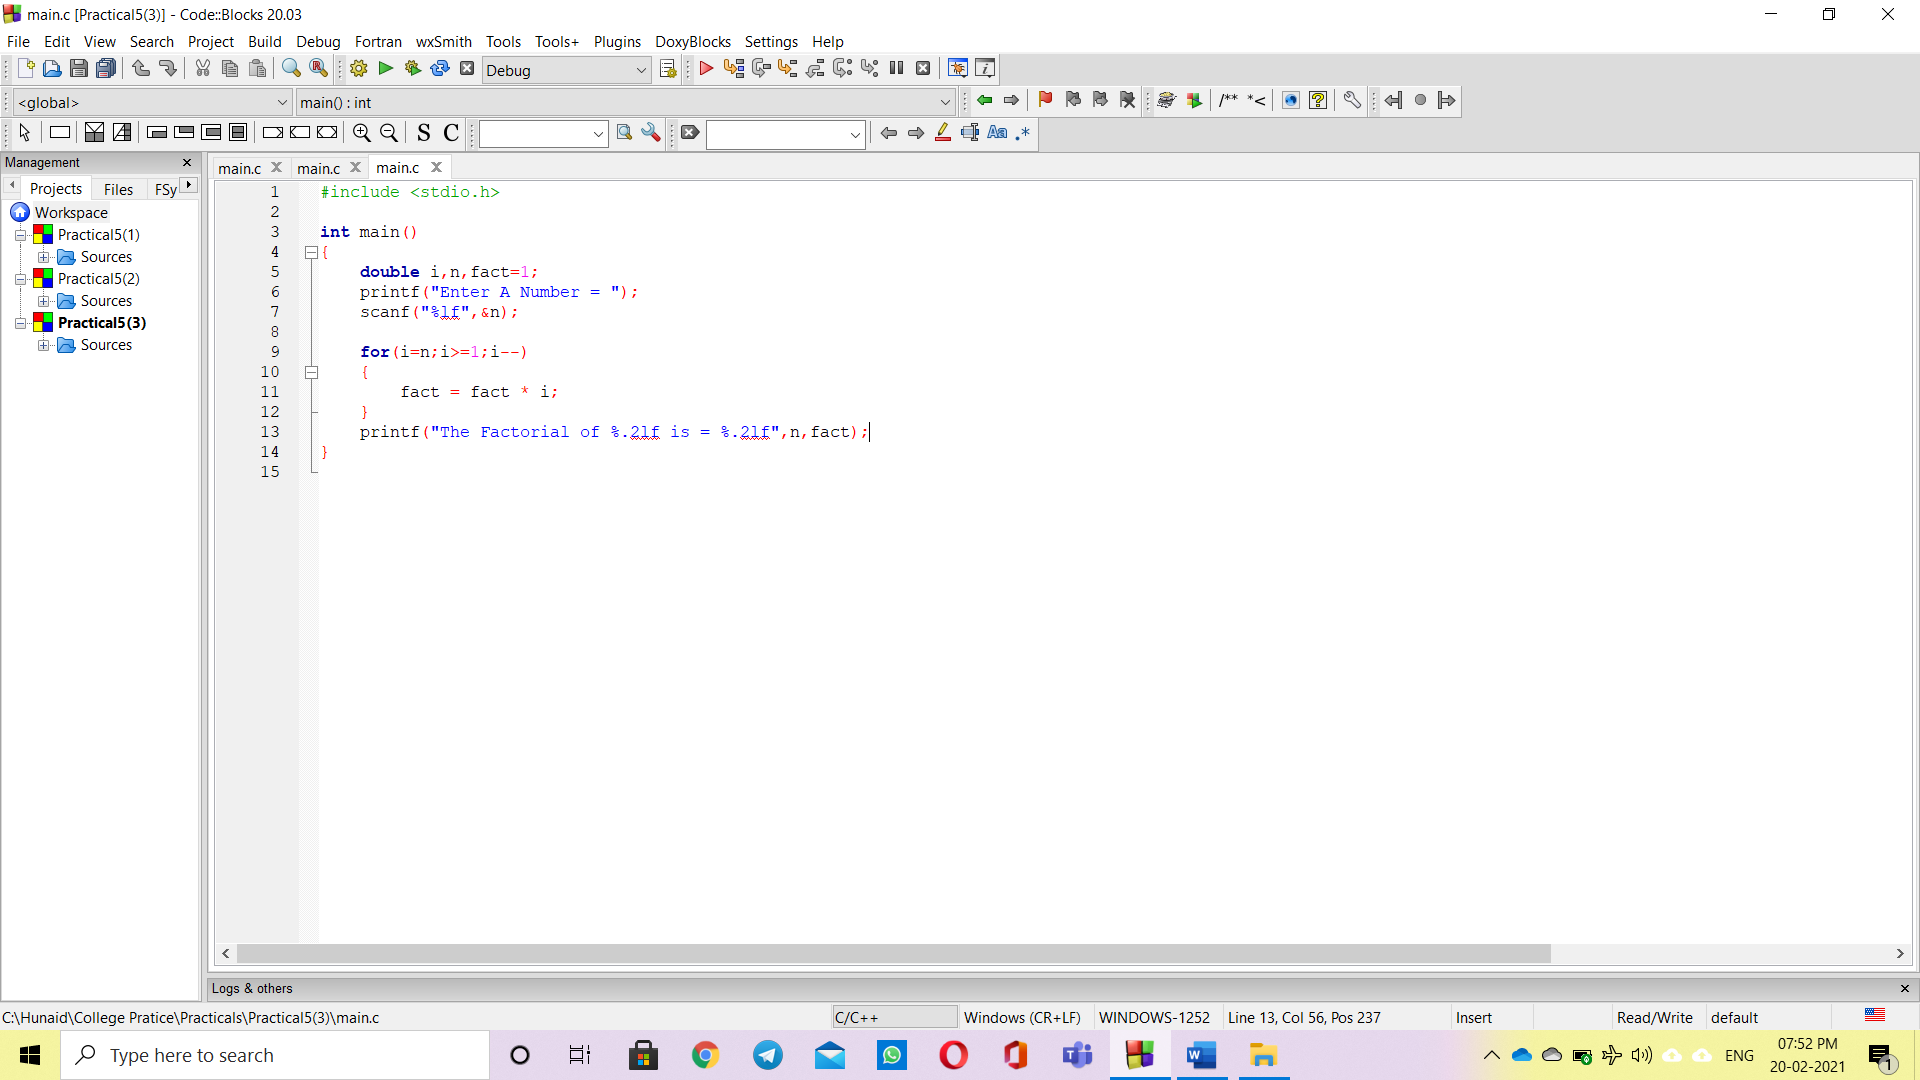 main.c [Practical5(3)] - Code::Blocks 20.03
File Edit View Search Project Build Debug Fortran wxSmith Tools Tools+ Plugins DoxyBlocks Settings Help
Debug
<global> main() : int /** *<
S C Aa .*
Management
Projects Files FSy
Workspace
Practical5(1)
Sources
Practical5(2)
Sources
Practical5(3)
Sources
main.c main.c main.c
1 #include <stdio.h>
2
3 int main()
4 {
5 double i,n,fact=1;
6 printf("Enter A Number = ");
7 scanf("%lf",&n);
8
9 for(i=n;i>=1;i--)
10 {
11 fact = fact * i;
12 }
13 printf("The Factorial of %.2lf is = %.2lf",n,fact);
14 }
15
Logs & others
C:\Hunaid\College Pratice\Practicals\Practical5(3)\main.c C/C++ Windows (CR+LF) WINDOWS-1252 Line 13, Col 56, Pos 237 Insert Read/Write default
Type here to search
ENG
07:52 PM
20-02-2021
1